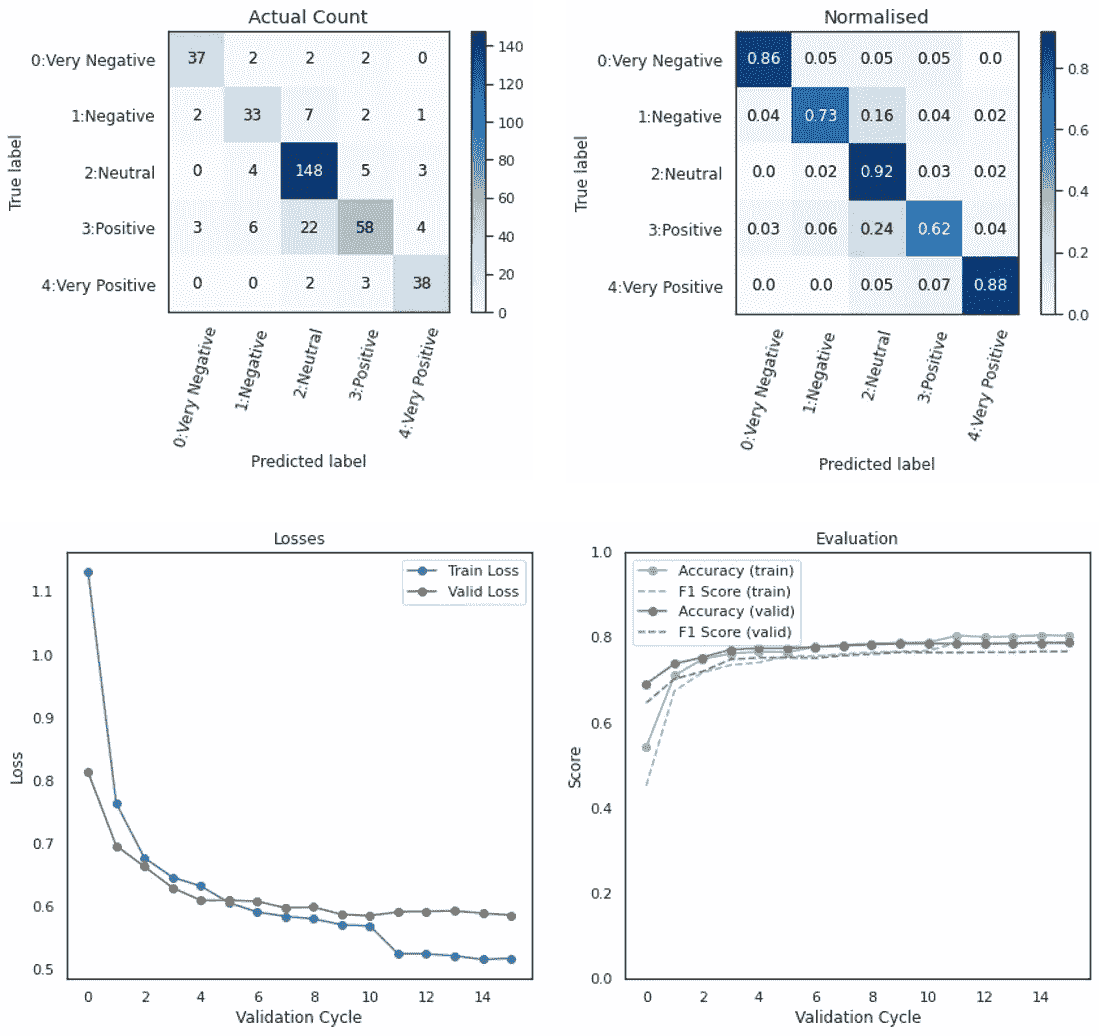 Actual Count
0:Very Negative 37 2 2 2 0
1:Negative 2 33 7 2 1
2:Neutral 0 4 148 5 3
3:Positive 3 6 22 58 4
4:Very Positive 0 0 2 3 38
True label
140
120
100
80
60
40
20
0
0:Very Negative
1:Negative
2:Neutral
3:Positive
4:Very Positive
Predicted label
Normalised
0:Very Negative 0.86 0.05 0.05 0.05 0.0
1:Negative 0.04 0.73 0.16 0.04 0.02
2:Neutral 0.0 0.02 0.92 0.03 0.02
3:Positive 0.03 0.06 0.24 0.62 0.04
4:Very Positive 0.0 0.0 0.05 0.07 0.88
True label
0.8
0.6
0.4
0.2
0.0
0:Very Negative
1:Negative
2:Neutral
3:Positive
4:Very Positive
Predicted label
Losses
Train Loss
Valid Loss
1.1
1.0
0.9
0.8
0.7
0.6
0.5
Loss
0 2 4 6 8 10 12 14
Validation Cycle
Evaluation
Accuracy (train)
F1 Score (train)
Accuracy (valid)
F1 Score (valid)
1.0
0.8
0.6
0.4
0.2
0.0
Score
0 2 4 6 8 10 12 14
Validation Cycle